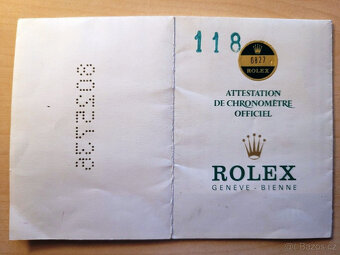 118
6827
ROLEX
ATTESTATION
DE CHRONOMÈTRE
OFFICIEL
ROLEX
GENÈVE - BIENNE